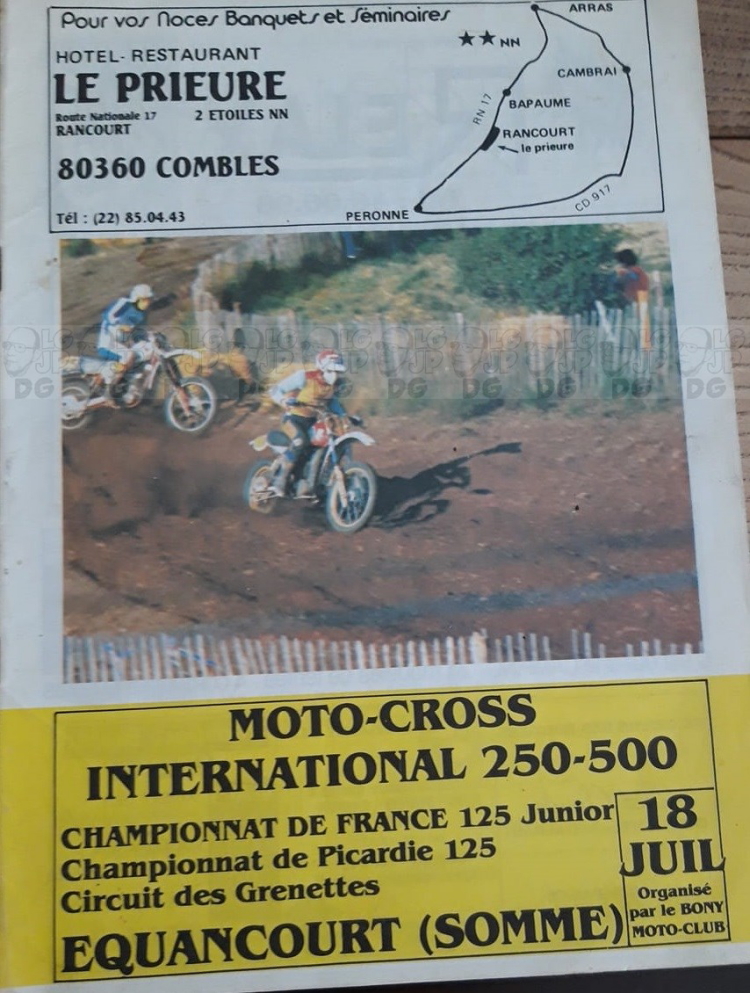 Pour vos Noces Banquets et Séminaires
HOTEL-RESTAURANT
★★ NN
LE PRIEURE
Route Nationale 17 2 ETOILES NN
RANCOURT
80360 COMBLES
Tél : (22) 85.04.43
ARRAS
CAMBRAI
RN 17
BAPAUME
RANCOURT
le prieure
PERONNE
CD 917
MOTO-CROSS
INTERNATIONAL 250-500
CHAMPIONNAT DE FRANCE 125 Junior
Championnat de Picardie 125
Circuit des Grenettes
EQUANCOURT (SOMME)
18
JUIL
Organisé
par le BONY
MOTO-CLUB